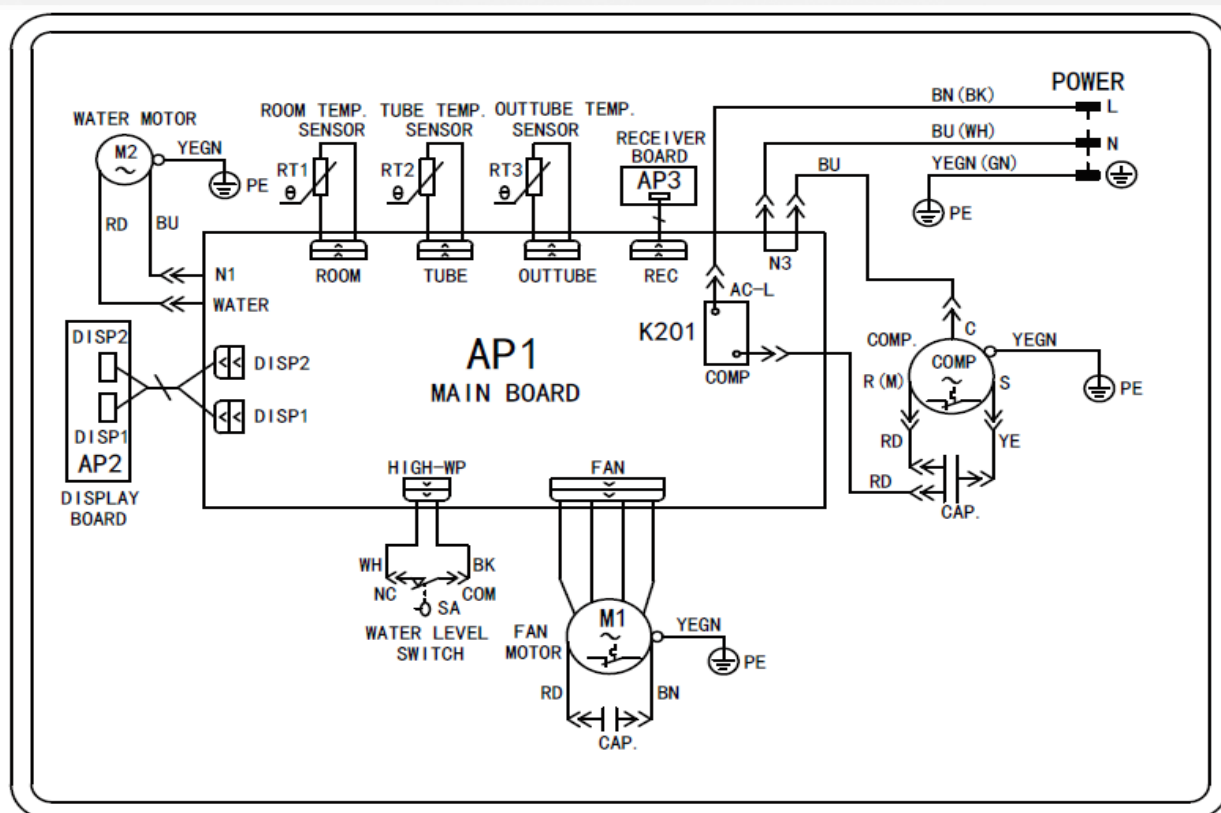 POWER
BN(BK)
L
ROOM TEMP.
SENSOR
TUBE TEMP.
SENSOR
OUTTUBE TEMP.
SENSOR
WATER MOTOR
RECEIVER
BOARD
BU(WH)
N
M2
YEGN
PE
RT1
θ
RT2
θ
RT3
θ
AP3
BU
YEGN(GN)
PE
RD
BU
N1
ROOM
TUBE
OUTTUBE
REC
N3
WATER
AC-L
K201
COMP
DISP2
DISP2
DISP1
DISP1
AP2
DISPLAY
BOARD
AP1
MAIN BOARD
COMP.
C
COMP
YEGN
PE
R(M)
S
RD
YE
RD
CAP.
HIGH-WP
FAN
WH
BK
NC
COM
SA
WATER LEVEL
SWITCH
FAN
MOTOR
M1
YEGN
PE
RD
BN
CAP.